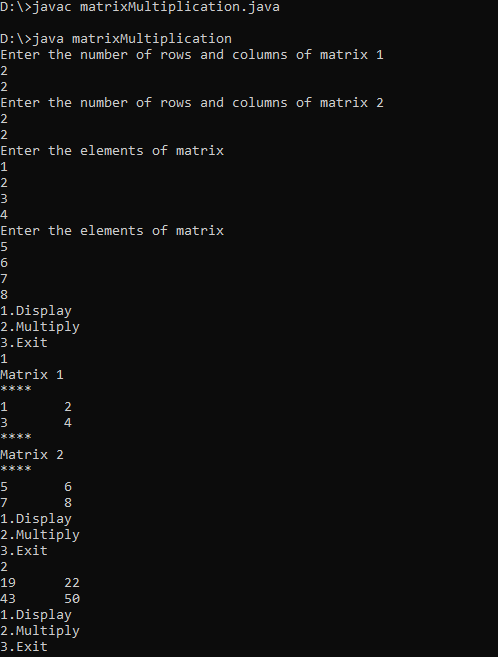 D:\>javac matrixMultiplication.java
D:\>java matrixMultiplication
Enter the number of rows and columns of matrix 1
2
2
Enter the number of rows and columns of matrix 2
2
2
Enter the elements of matrix
1
2
3
4
Enter the elements of matrix
5
6
7
8
1.Display
2.Multiply
3.Exit
1
Matrix 1
****
1 2
3 4
****
Matrix 2
****
5 6
7 8
1.Display
2.Multiply
3.Exit
2
19 22
43 50
1.Display
2.Multiply
3.Exit